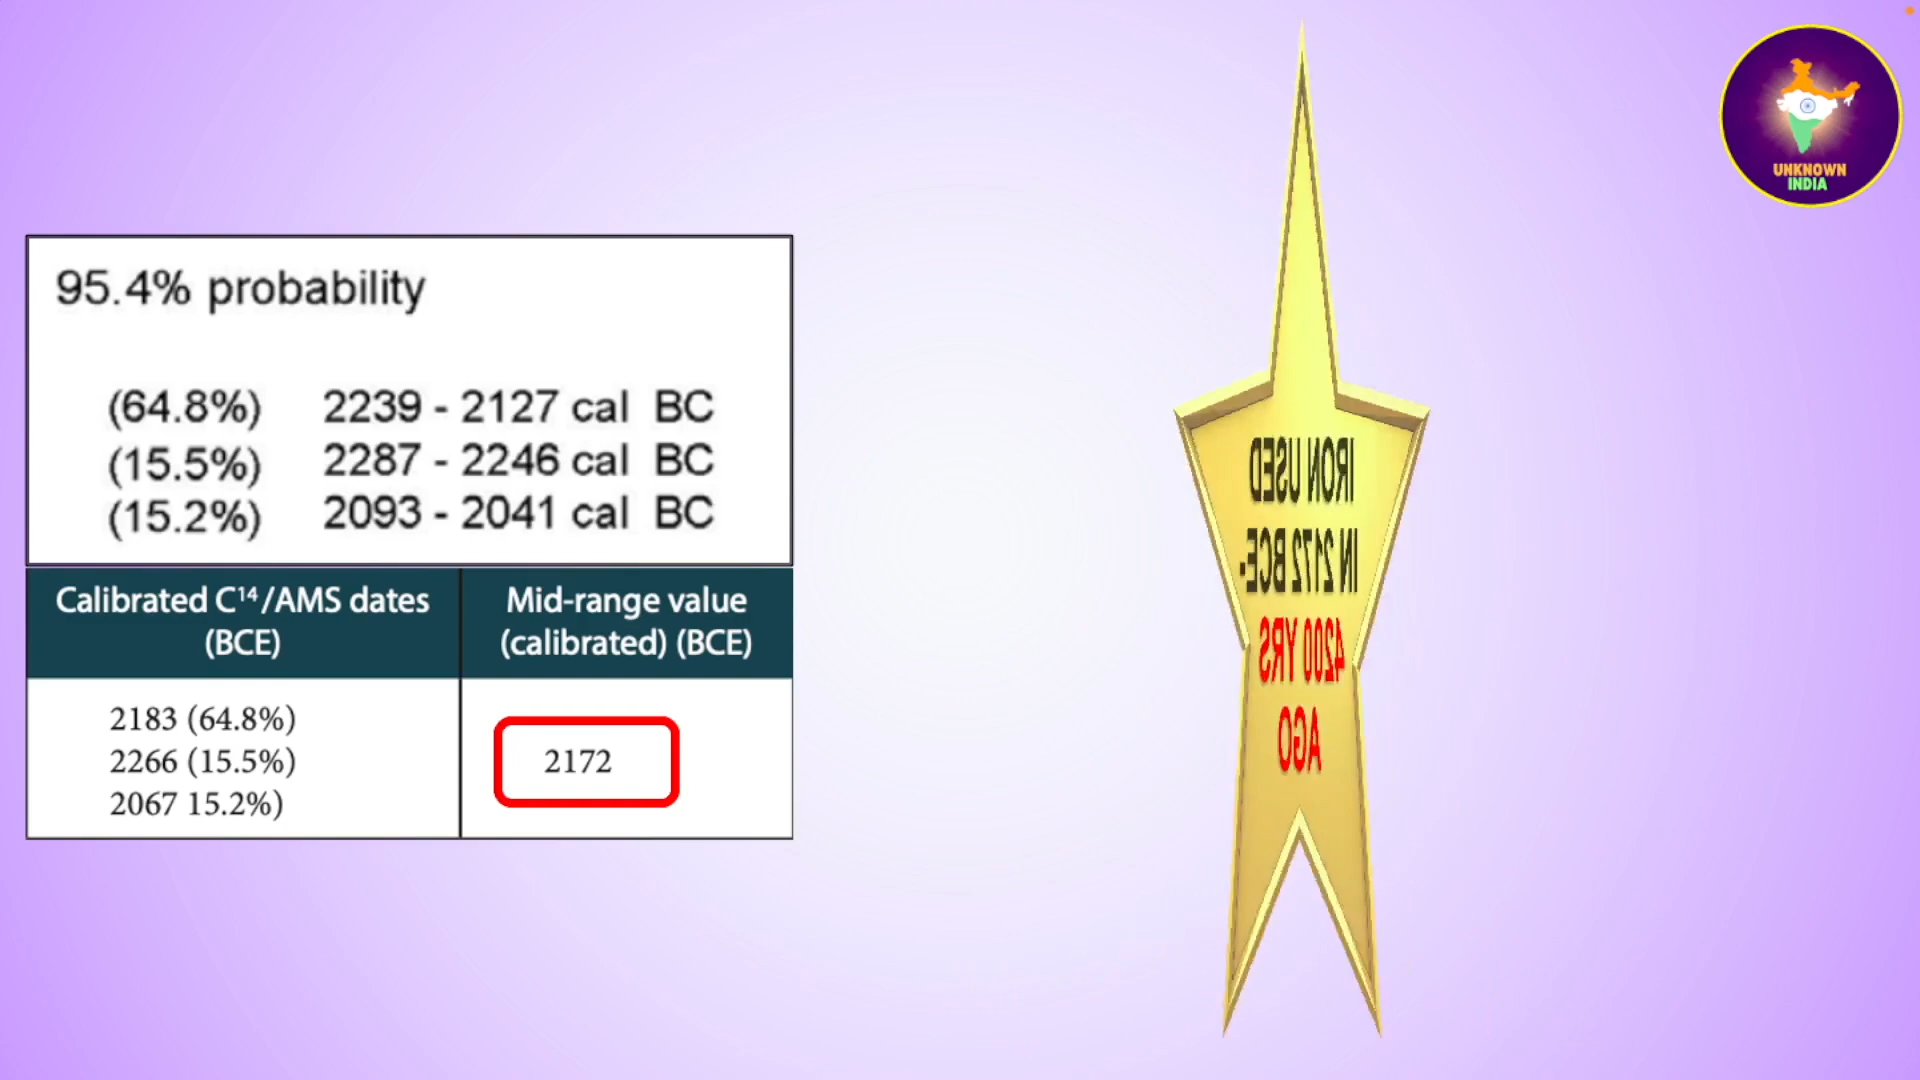 95.4% probability
(64.8%) 2239 - 2127 cal BC
(15.5%) 2287 - 2246 cal BC
(15.2%) 2093 - 2041 cal BC
Calibrated C¹⁴/AMS dates
(BCE)
Mid-range value
(calibrated) (BCE)
2183 (64.8%)
2266 (15.5%)
2067 15.2%)
2172
IRON USED
IN 2172 BCE-
4200 YRS
AGO
UNKNOWN
INDIA